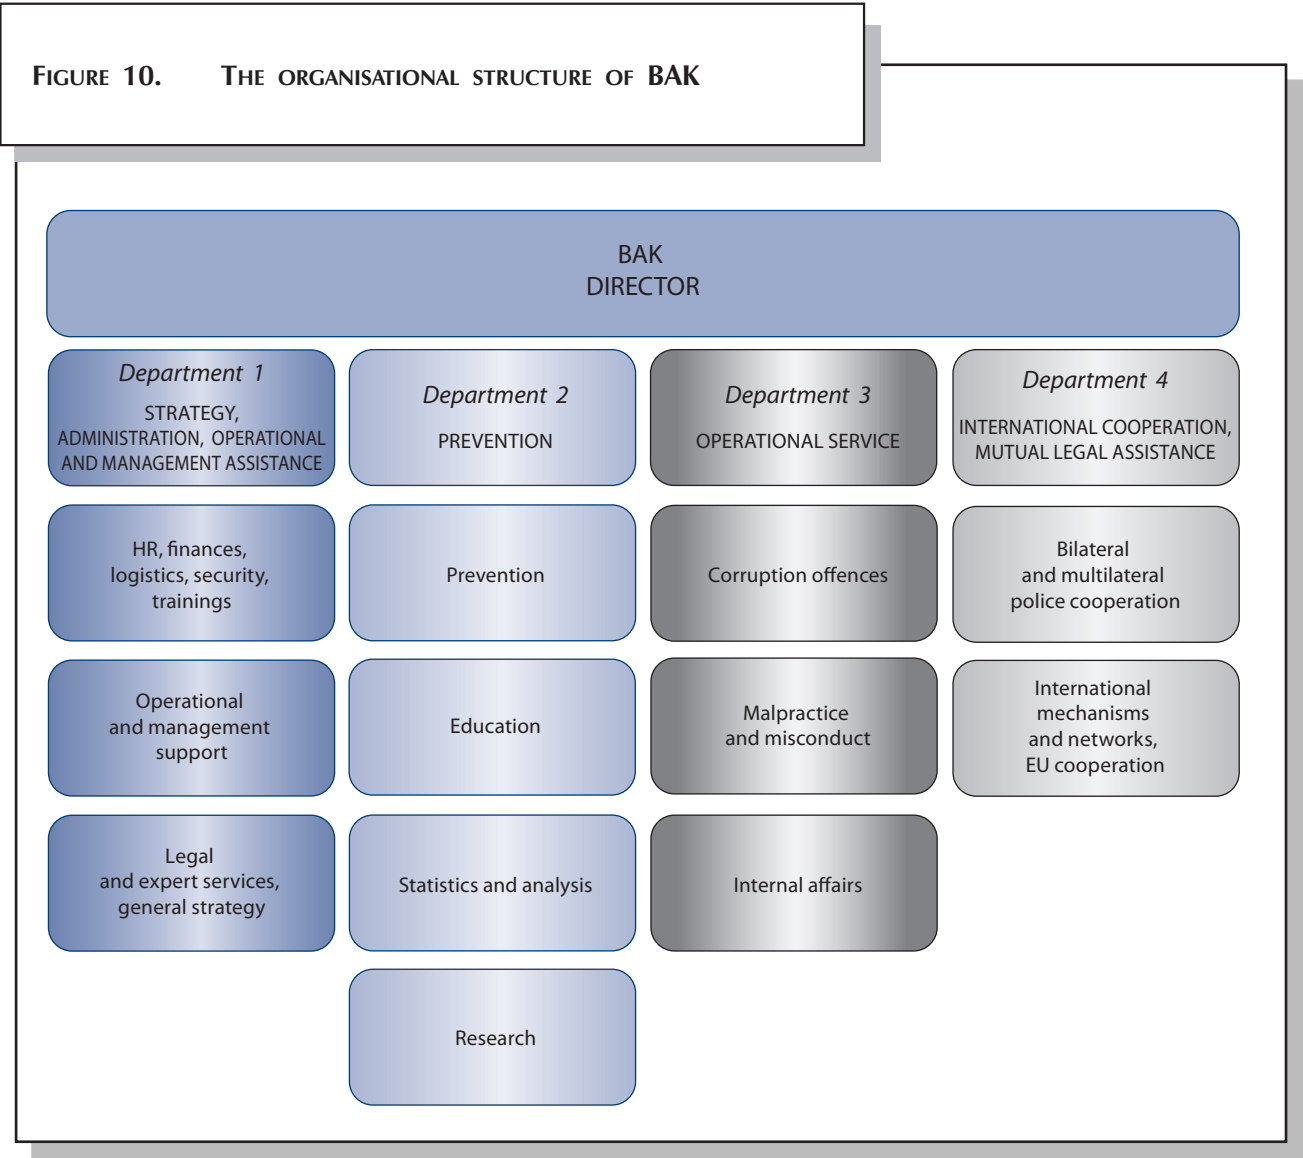 FIGURE 10. THE ORGANISATIONAL STRUCTURE OF BAK
BAK
DIRECTOR
Department 1
STRATEGY,
ADMINISTRATION, OPERATIONAL
AND MANAGEMENT ASSISTANCE
HR, finances,
logistics, security,
trainings
Operational
and management
support
Legal
and expert services,
general strategy
Department 2
PREVENTION
Prevention
Education
Statistics and analysis
Research
Department 3
OPERATIONAL SERVICE
Corruption offences
Malpractice
and misconduct
Internal affairs
Department 4
INTERNATIONAL COOPERATION,
MUTUAL LEGAL ASSISTANCE
Bilateral
and multilateral
police cooperation
International
mechanisms
and networks,
EU cooperation